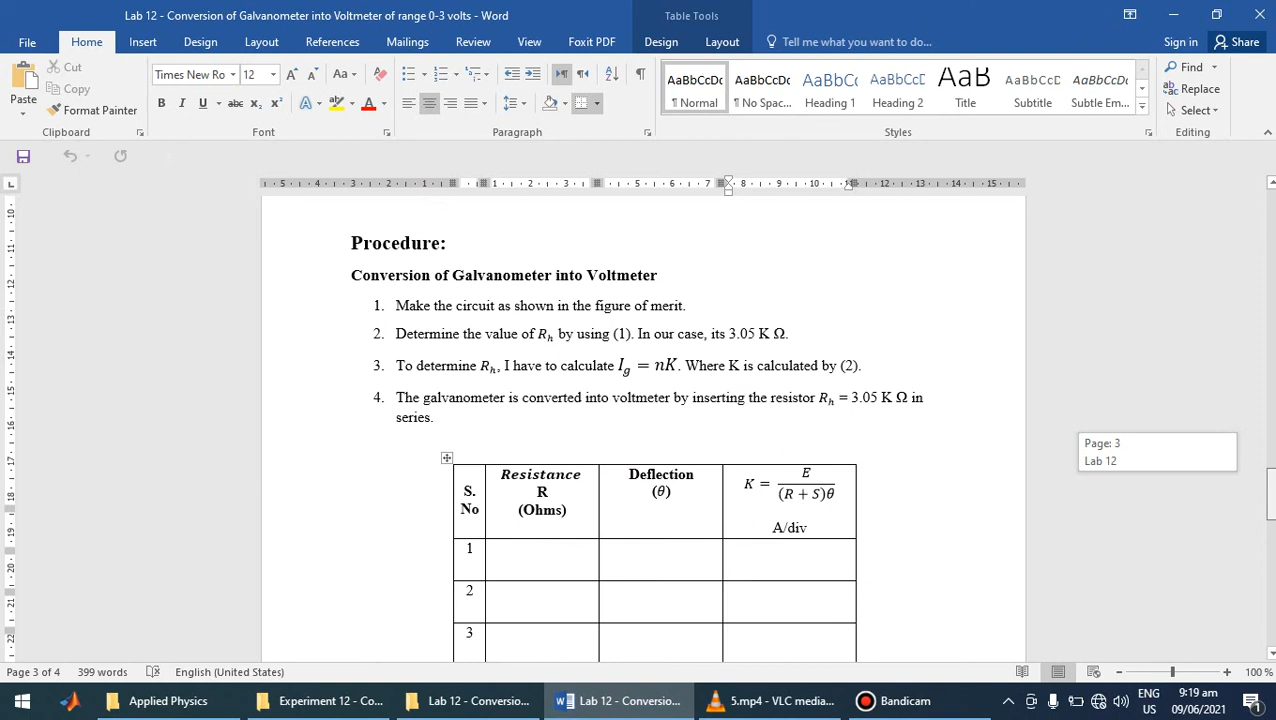 Lab 12 - Conversion of Galvanometer into Voltmeter of range 0-3 volts - Word
Table Tools
File
Home
Insert
Design
Layout
References
Mailings
Review
View
Foxit PDF
Design
Layout
Tell me what you want to do...
Sign in
Share
Paste
Cut
Copy
Format Painter
Clipboard
Times New Ro
12
Font
Paragraph
AaBbCcDc
¶ Normal
AaBbCcDc
¶ No Spac...
AaBbCc
Heading 1
AaBbCcD
Heading 2
AaB
Title
AaBbCcD
Subtitle
AaBbCcD
Subtle Em...
Styles
Find
Replace
Select
Editing
Procedure:
Conversion of Galvanometer into Voltmeter
1. Make the circuit as shown in the figure of merit.
2. Determine the value of R_h by using (1). In our case, its 3.05 K Ω.
3. To determine R_h, I have to calculate I_g = nK. Where K is calculated by (2).
4. The galvanometer is converted into voltmeter by inserting the resistor R_h = 3.05 K Ω in
series.
Page: 3
Lab 12
S.
No
Resistance
R
(Ohms)
Deflection
(θ)
K = E / (R + S)θ
A/div
1
2
3
Page 3 of 4
399 words
English (United States)
100 %
Applied Physics
Experiment 12 - Co...
Lab 12 - Conversio...
Lab 12 - Conversio...
5.mp4 - VLC media...
Bandicam
ENG
US
9:19 am
09/06/2021